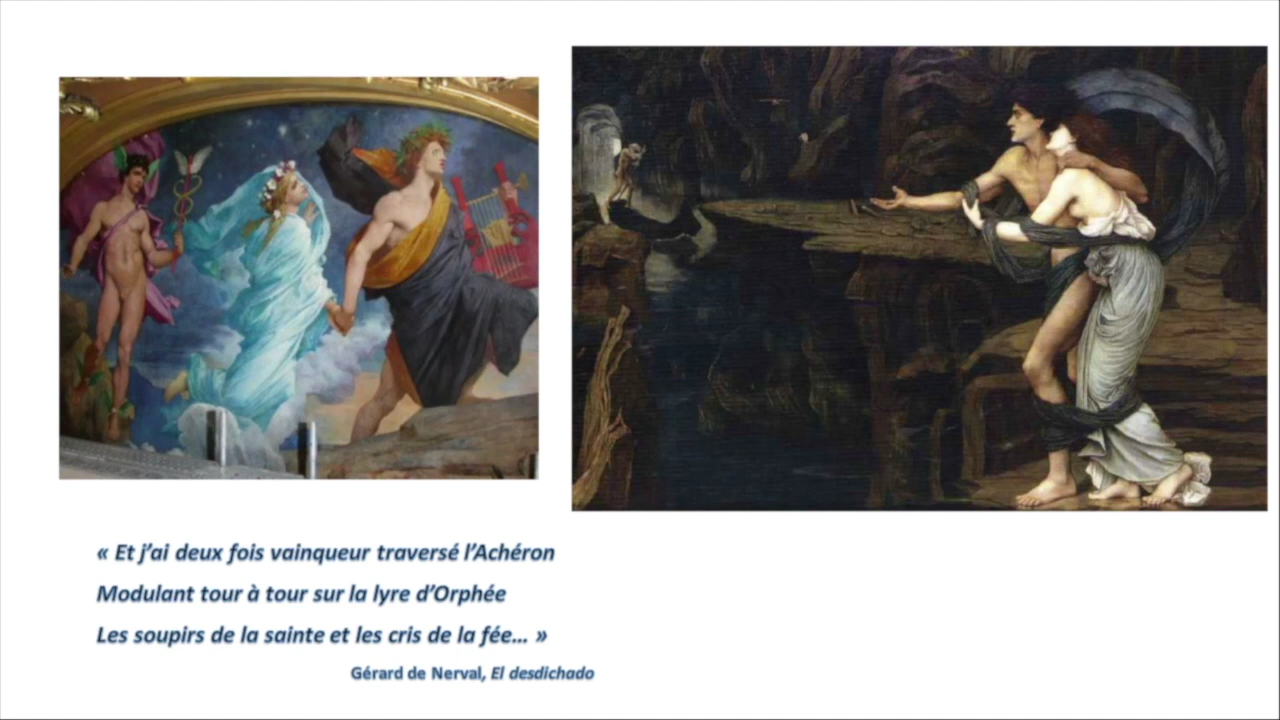 « Et j’ai deux fois vainqueur traversé l’Achéron
Modulant tour à tour sur la lyre d’Orphée
Les soupirs de la sainte et les cris de la fée… »
Gérard de Nerval, El desdichado